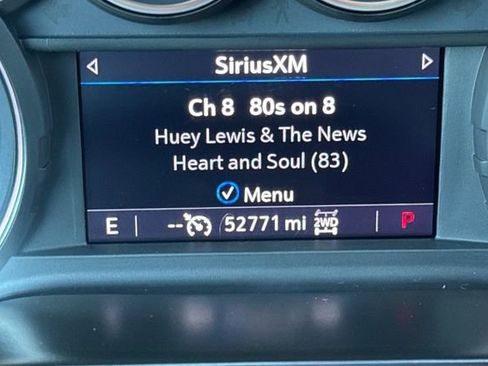 SiriusXM
Ch 8 80s on 8
Huey Lewis & The News
Heart and Soul (83)
Menu
E -- 52771 mi 2WD P